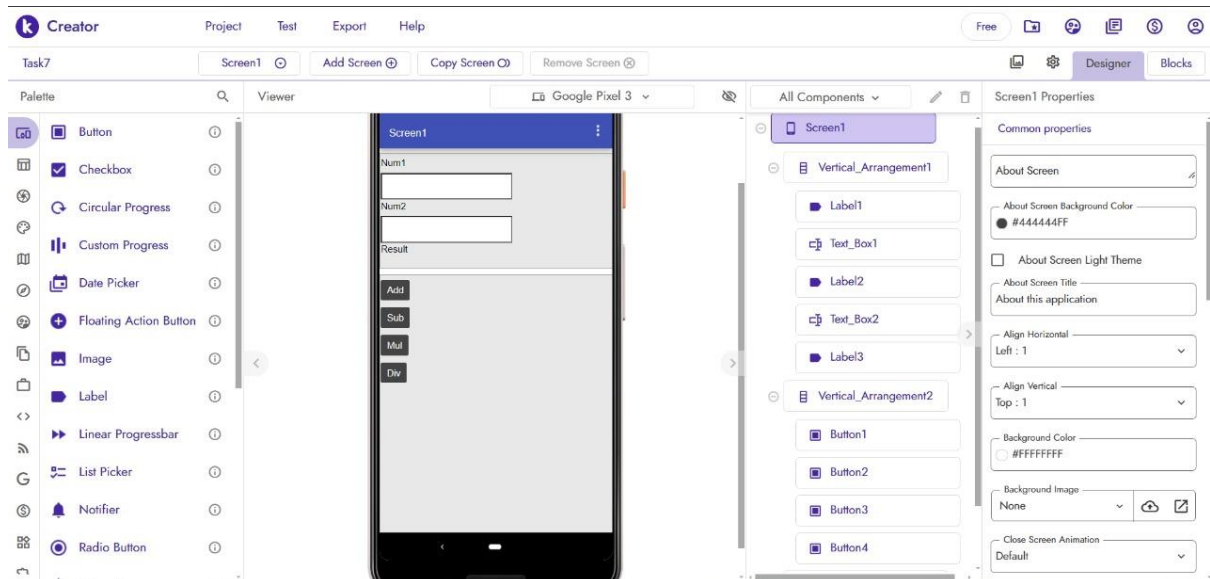 Creator
Project
Test
Export
Help
Free
Task7
Screen1
Add Screen
Copy Screen
Remove Screen
Designer
Blocks
Palette
Viewer
Google Pixel 3
All Components
Screen1 Properties
Button
Checkbox
Circular Progress
Custom Progress
Date Picker
Floating Action Button
Image
Label
Linear Progressbar
List Picker
Notifier
Radio Button
Screen1
Num1
Num2
Result
Add
Sub
Mul
Div
Screen1
Vertical_Arrangement1
Label1
Text_Box1
Label2
Text_Box2
Label3
Vertical_Arrangement2
Button1
Button2
Button3
Button4
Common properties
About Screen
About Screen Background Color
#444444FF
About Screen Light Theme
About Screen Title
About this application
Align Horizontal
Left : 1
Align Vertical
Top : 1
Background Color
#FFFFFFFF
Background Image
None
Close Screen Animation
Default